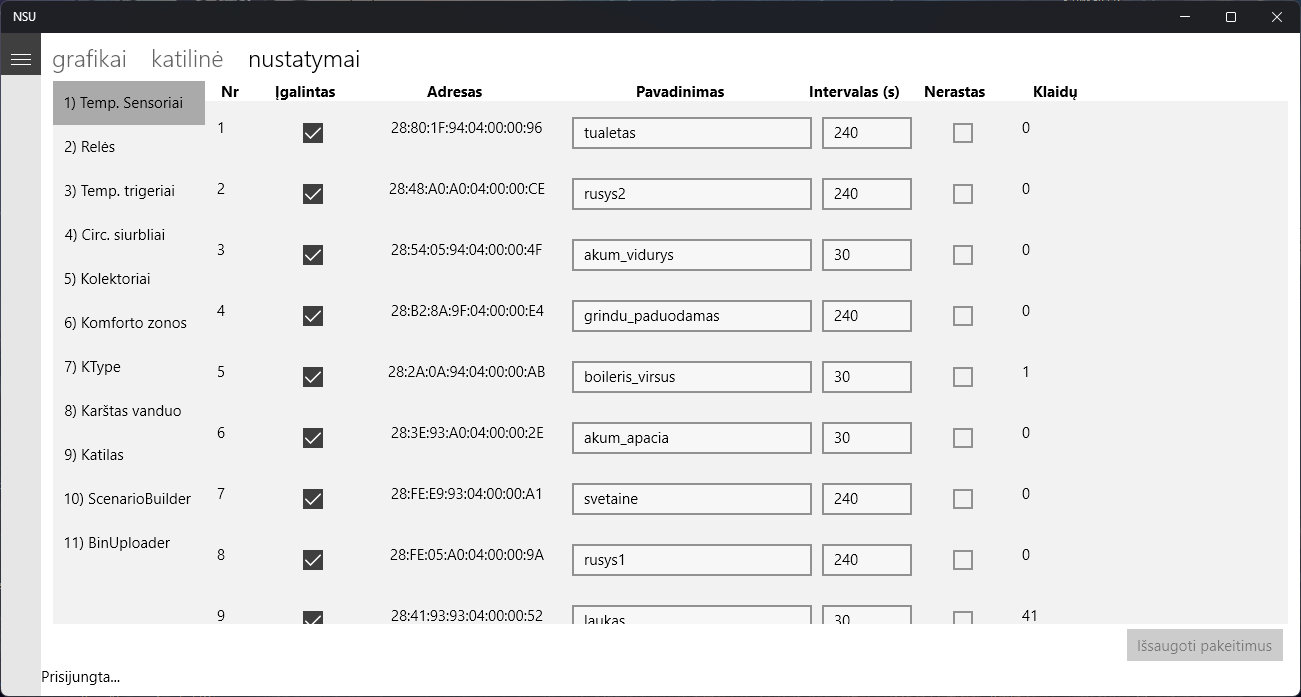 NSU
grafikai katilinė nustatymai
Nr Įgalintas Adresas Pavadinimas Intervalas (s) Nerastas Klaidų
1) Temp. Sensoriai
2) Relės
3) Temp. trigeriai
4) Circ. siurbliai
5) Kolektoriai
6) Komforto zonos
7) KType
8) Karštas vanduo
9) Katilas
10) ScenarioBuilder
11) BinUploader
1 28:80:1F:94:04:00:00:96 tualetas 240 0
2 28:48:A0:A0:04:00:00:CE rusys2 240 0
3 28:54:05:94:04:00:00:4F akum_vidurys 30 0
4 28:B2:8A:9F:04:00:00:E4 grindu_paduodamas 240 0
5 28:2A:0A:94:04:00:00:AB boileris_virsus 30 1
6 28:3E:93:A0:04:00:00:2E akum_apacia 30 0
7 28:FE:E9:93:04:00:00:A1 svetaine 240 0
8 28:FE:05:A0:04:00:00:9A rusys1 240 0
9 28:41:93:93:04:00:00:52 laukas 30 41
Išsaugoti pakeitimus
Prisijungta...